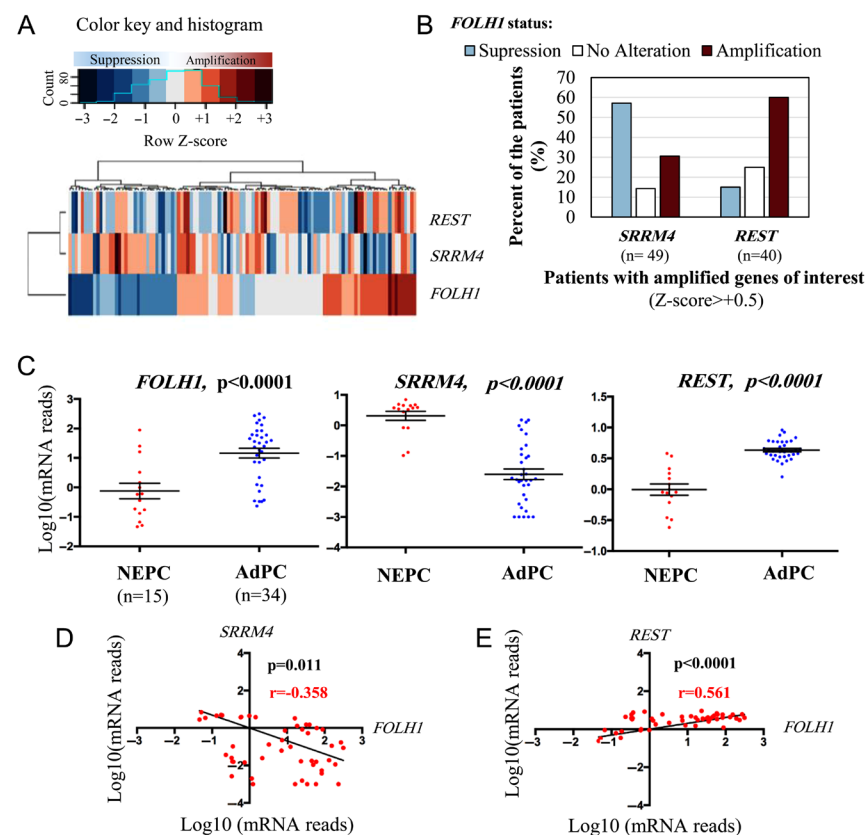 A
Color key and histogram
Suppression Amplification
Count
80
40
0
−3 −2 −1 0 +1 +2 +3
Row Z-score
REST
SRRM4
FOLH1
B
FOLH1 status:
Supression No Alteration Amplification
Percent of the patients
(%)
70
60
50
40
30
20
10
0
SRRM4 REST
(n= 49) (n=40)
Patients with amplified genes of interest
(Z-score>+0.5)
C
FOLH1, p<0.0001
Log10(mRNA reads)
3
2
1
0
−1
−2
NEPC AdPC
(n=15) (n=34)
SRRM4, p<0.0001
1
0
−1
−2
−3
−4
NEPC AdPC
REST, p<0.0001
1.5
1.0
0.5
0.0
−0.5
−1.0
NEPC AdPC
D
SRRM4
Log10(mRNA reads)
4
p=0.011
2
r=-0.358
FOLH1
−3 −2 −1 1 2 3
−2
−4
Log10 (mRNA reads)
E
REST
Log10(mRNA reads)
4
p<0.0001
2
r=0.561
FOLH1
−3 −2 −1 1 2 3
−2
−4
Log10 (mRNA reads)